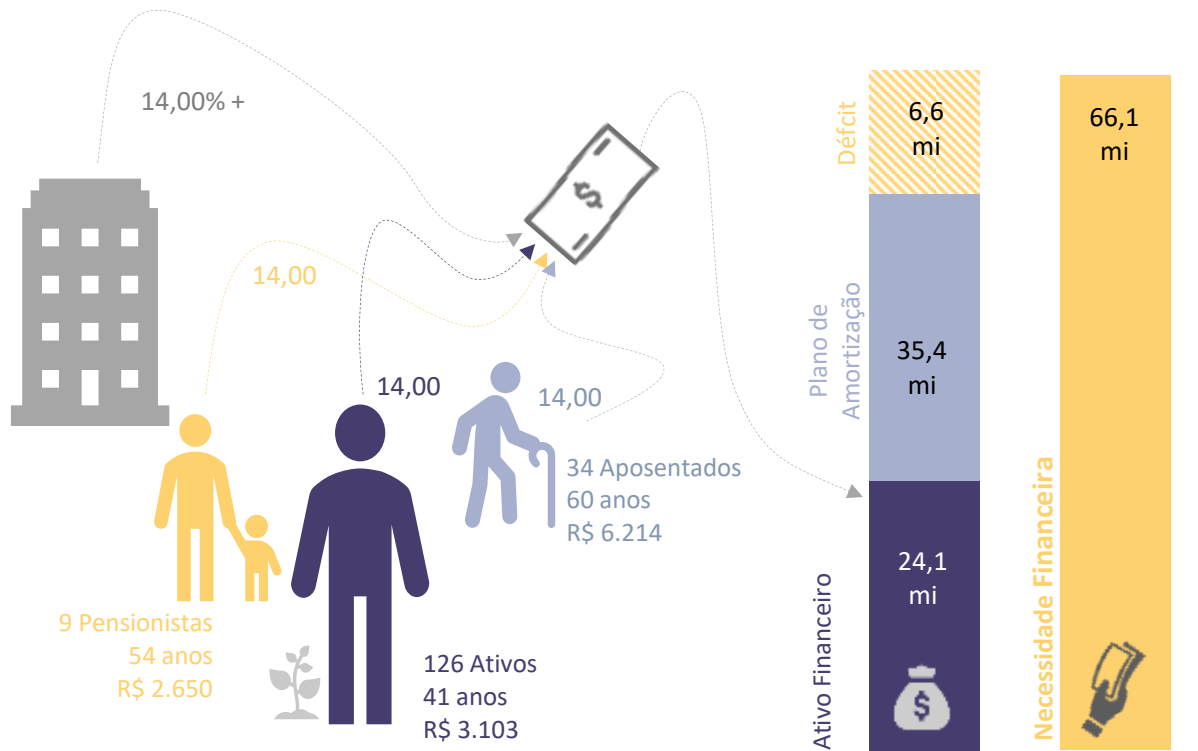 14,00% +
14,00
14,00
14,00
9 Pensionistas
54 anos
R$ 2.650
126 Ativos
41 anos
R$ 3.103
34 Aposentados
60 anos
R$ 6.214
$
Défcit
6,6
mi
Plano de
Amortização
35,4
mi
Ativo Financeiro
24,1
mi
$
Necessidade Financeira
66,1
mi